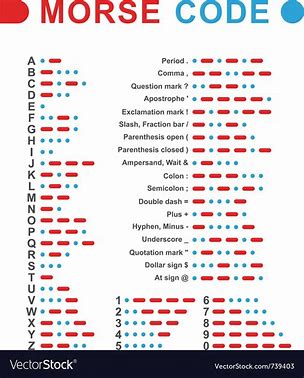 MORSE CODE
A
B
C
D
E
F
G
H
I
J
K
L
M
N
O
P
Q
R
S
T
U
V
W
X
Y
Z
Period .
Comma ,
Question mark ?
Apostrophe '
Exclamation mark !
Slash, Fraction bar /
Parenthesis open (
Parenthesis closed )
Ampersand, Wait &
Colon :
Semicolon ;
Double dash =
Plus +
Hyphen, Minus -
Underscore _
Quotation mark "
Dollar sign $
At sign @
1 6
2 7
3 8
4 9
5 0
VectorStock®
VectorStock.com/739403